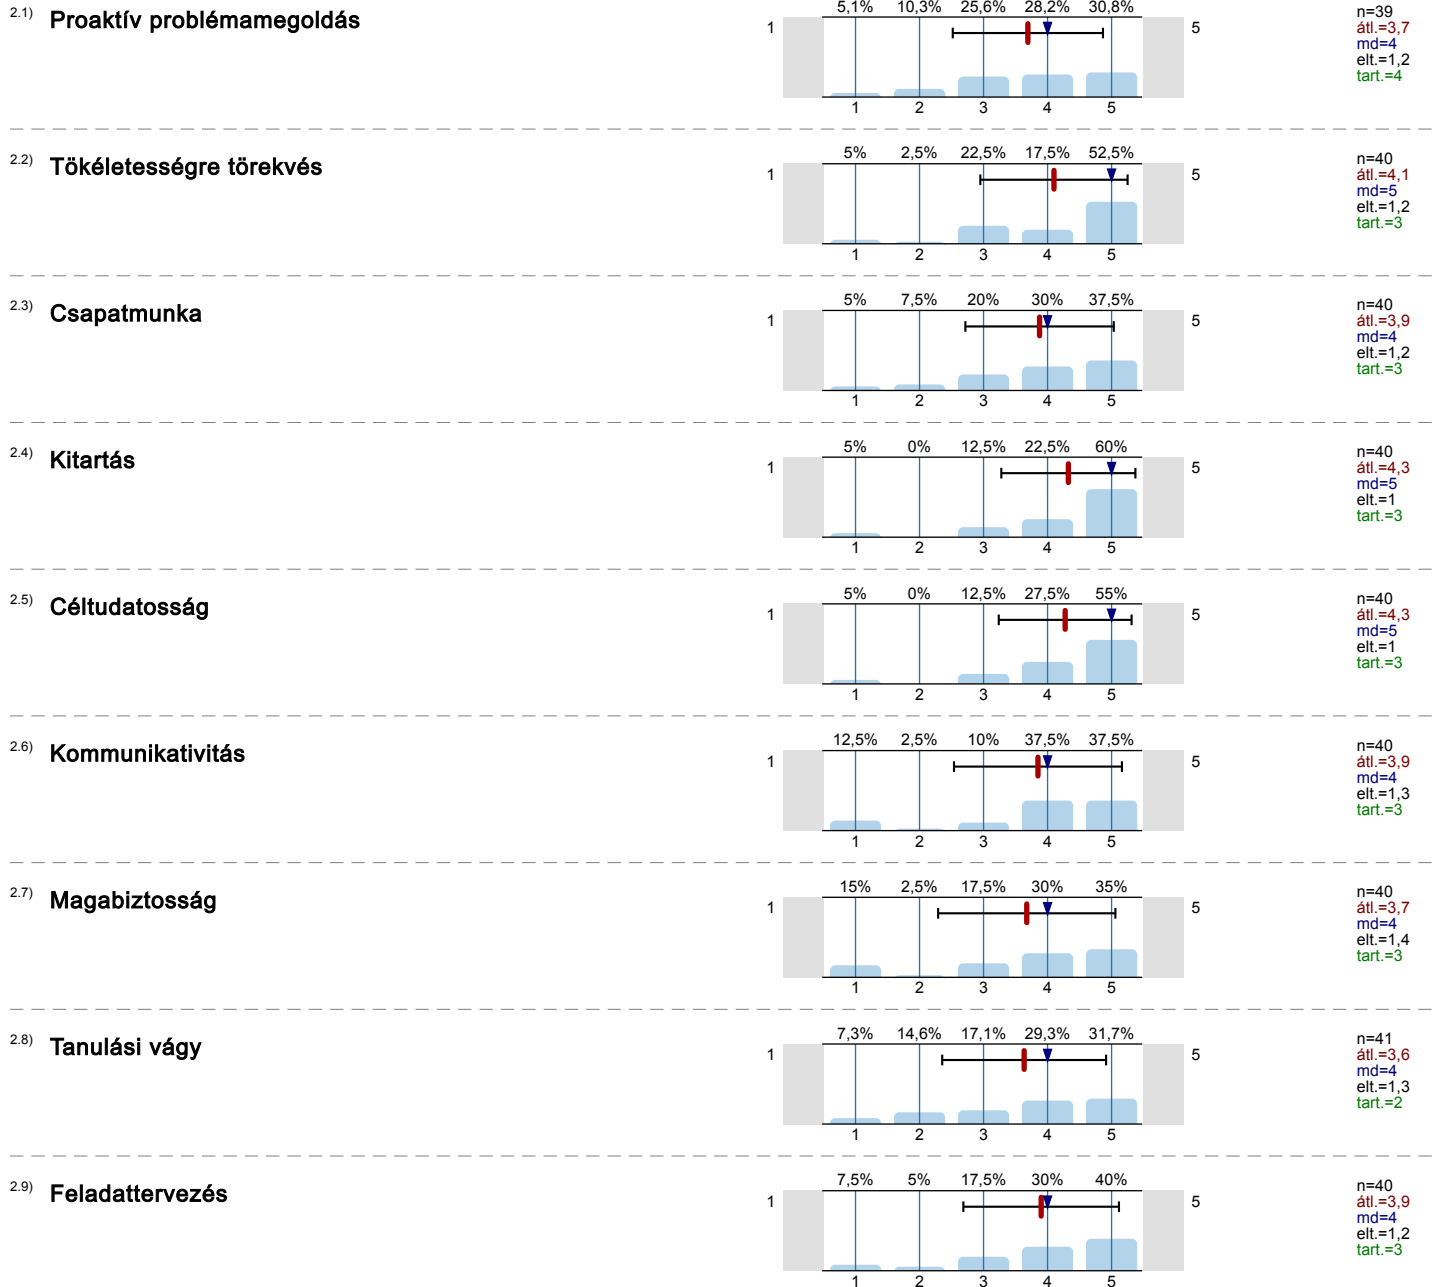 2.1) Proaktív problémamegoldás
5,1% 10,3% 25,6% 28,2% 30,8%
1 5
1 2 3 4 5
n=39
átl.=3,7
md=4
elt.=1,2
tart.=4
2.2) Tökéletességre törekvés
5% 2,5% 22,5% 17,5% 52,5%
1 5
1 2 3 4 5
n=40
átl.=4,1
md=5
elt.=1,2
tart.=3
2.3) Csapatmunka
5% 7,5% 20% 30% 37,5%
1 5
1 2 3 4 5
n=40
átl.=3,9
md=4
elt.=1,2
tart.=3
2.4) Kitartás
5% 0% 12,5% 22,5% 60%
1 5
1 2 3 4 5
n=40
átl.=4,3
md=5
elt.=1
tart.=3
2.5) Céltudatosság
5% 0% 12,5% 27,5% 55%
1 5
1 2 3 4 5
n=40
átl.=4,3
md=5
elt.=1
tart.=3
2.6) Kommunikativitás
12,5% 2,5% 10% 37,5% 37,5%
1 5
1 2 3 4 5
n=40
átl.=3,9
md=4
elt.=1,3
tart.=3
2.7) Magabiztosság
15% 2,5% 17,5% 30% 35%
1 5
1 2 3 4 5
n=40
átl.=3,7
md=4
elt.=1,4
tart.=3
2.8) Tanulási vágy
7,3% 14,6% 17,1% 29,3% 31,7%
1 5
1 2 3 4 5
n=41
átl.=3,6
md=4
elt.=1,3
tart.=2
2.9) Feladattervezés
7,5% 5% 17,5% 30% 40%
1 5
1 2 3 4 5
n=40
átl.=3,9
md=4
elt.=1,2
tart.=3